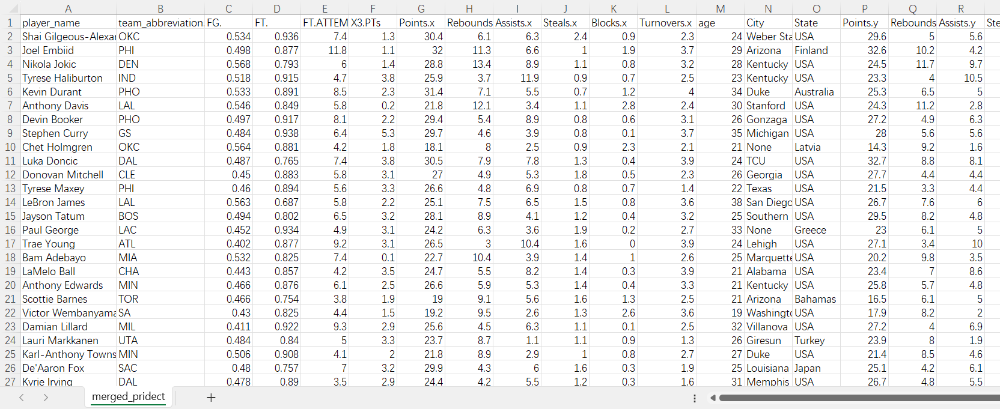 A B C D E F G H I J K L M N O P Q R
1 player_name team_abbreviation. FG. FT. FT.ATTEM X3.PTs Points.x Rebounds Assists.x Steals.x Blocks.x Turnovers.x age City State Points.y Rebounds Assists.y Ste
2 Shai Gilgeous-Alexar OKC 0.534 0.936 7.4 1.3 30.4 6.1 6.3 2.4 0.9 2.3 24 Weber Sta USA 29.6 5 5.6
3 Joel Embiid PHI 0.498 0.877 11.8 1.1 32 11.3 6.6 1 1.9 3.7 29 Arizona Finland 32.6 10.2 4.2
4 Nikola Jokic DEN 0.568 0.793 6 1.4 28.8 13.4 8.9 1.1 0.8 3.2 28 Kentucky USA 24.5 11.7 9.7
5 Tyrese Haliburton IND 0.518 0.915 4.7 3.8 25.9 3.7 11.9 0.9 0.7 2.5 23 Kentucky USA 23.3 4 10.5
6 Kevin Durant PHO 0.533 0.891 8.5 2.3 31.4 7.1 5.5 0.7 1.2 4 34 Duke Australia 25.3 6.5 5
7 Anthony Davis LAL 0.546 0.849 5.8 0.2 21.8 12.1 3.4 1.1 2.8 2.4 30 Stanford USA 24.3 11.2 2.8
8 Devin Booker PHO 0.497 0.917 8.1 2.2 29.4 5.4 8.9 0.8 0.6 3.1 26 Gonzaga USA 27.2 4.9 6.3
9 Stephen Curry GS 0.484 0.938 6.4 5.3 29.7 4.6 3.9 0.8 0.1 3.7 35 Michigan USA 28 5.6 5.6
10 Chet Holmgren OKC 0.564 0.881 4.2 1.8 18.1 8 2.5 0.9 2.3 2.1 21 None Latvia 14.3 9.2 1.6
11 Luka Doncic DAL 0.487 0.765 7.4 3.8 30.5 7.9 7.8 1.3 0.4 3.9 24 TCU USA 32.7 8.8 8.1
12 Donovan Mitchell CLE 0.45 0.883 5.8 3.1 27 4.9 5.3 1.8 0.5 2.3 26 Georgia USA 27.7 4.4 4.4
13 Tyrese Maxey PHI 0.46 0.894 5.6 3.3 26.6 4.8 6.9 0.8 0.7 1.4 22 Texas USA 21.5 3.3 4.4
14 LeBron James LAL 0.563 0.687 5.8 2.2 25.1 7.5 6.5 1.5 0.8 3.6 38 San Diego USA 26.7 7.6 6
15 Jayson Tatum BOS 0.494 0.802 6.5 3.2 28.1 8.9 4.1 1.2 0.4 3.2 25 Southern USA 29.5 8.2 4.8
16 Paul George LAC 0.452 0.934 4.9 3.1 24.2 6.3 3.6 1.9 0.2 2.7 33 None Greece 23 6.1 5
17 Trae Young ATL 0.402 0.877 9.2 3.1 26.5 3 10.4 1.6 0 3.9 24 Lehigh USA 27.1 3.4 10
18 Bam Adebayo MIA 0.532 0.825 7.4 0.1 22.7 10.4 3.9 1.4 1 2.6 25 Marquette USA 20.2 9.8 3.5
19 LaMelo Ball CHA 0.443 0.857 4.2 3.5 24.7 5.5 8.2 1.4 0.3 3.9 21 Alabama USA 23.4 7 8.6
20 Anthony Edwards MIN 0.466 0.876 6.1 2.5 26.6 5.9 5.3 1.4 0.4 3.3 21 Kentucky USA 25.8 5.7 4.8
21 Scottie Barnes TOR 0.466 0.754 3.8 1.9 19 9.1 5.6 1.6 1.3 2.5 21 Arizona Bahamas 16.5 6.1 5
22 Victor Wembanyama SA 0.43 0.825 4.4 1.5 19.2 9.5 2.6 1.3 2.6 3.6 19 Washingto USA 17.9 8.2 2
23 Damian Lillard MIL 0.411 0.922 9.3 2.9 25.6 4.5 6.3 1.1 0.1 2.5 32 Villanova USA 27.2 4 6.9
24 Lauri Markkanen UTA 0.484 0.84 5 3.3 23.7 8.7 1.1 1.1 0.9 1.3 26 Giresun Turkey 23.9 8 1.9
25 Karl-Anthony Towns MIN 0.506 0.908 4.1 2 21.8 8.9 2.9 1 0.8 2.7 27 Duke USA 21.4 8.5 4.6
26 De'Aaron Fox SAC 0.48 0.757 7 3.2 29.9 4.3 6 1.6 0.3 1.9 25 Louisiana Japan 25.1 4.2 6.1
27 Kyrie Irving DAL 0.478 0.89 3.5 2.9 24.4 4.2 5.5 1.2 0.3 1.6 31 Memphis USA 26.7 4.8 5.5
merged_pridect